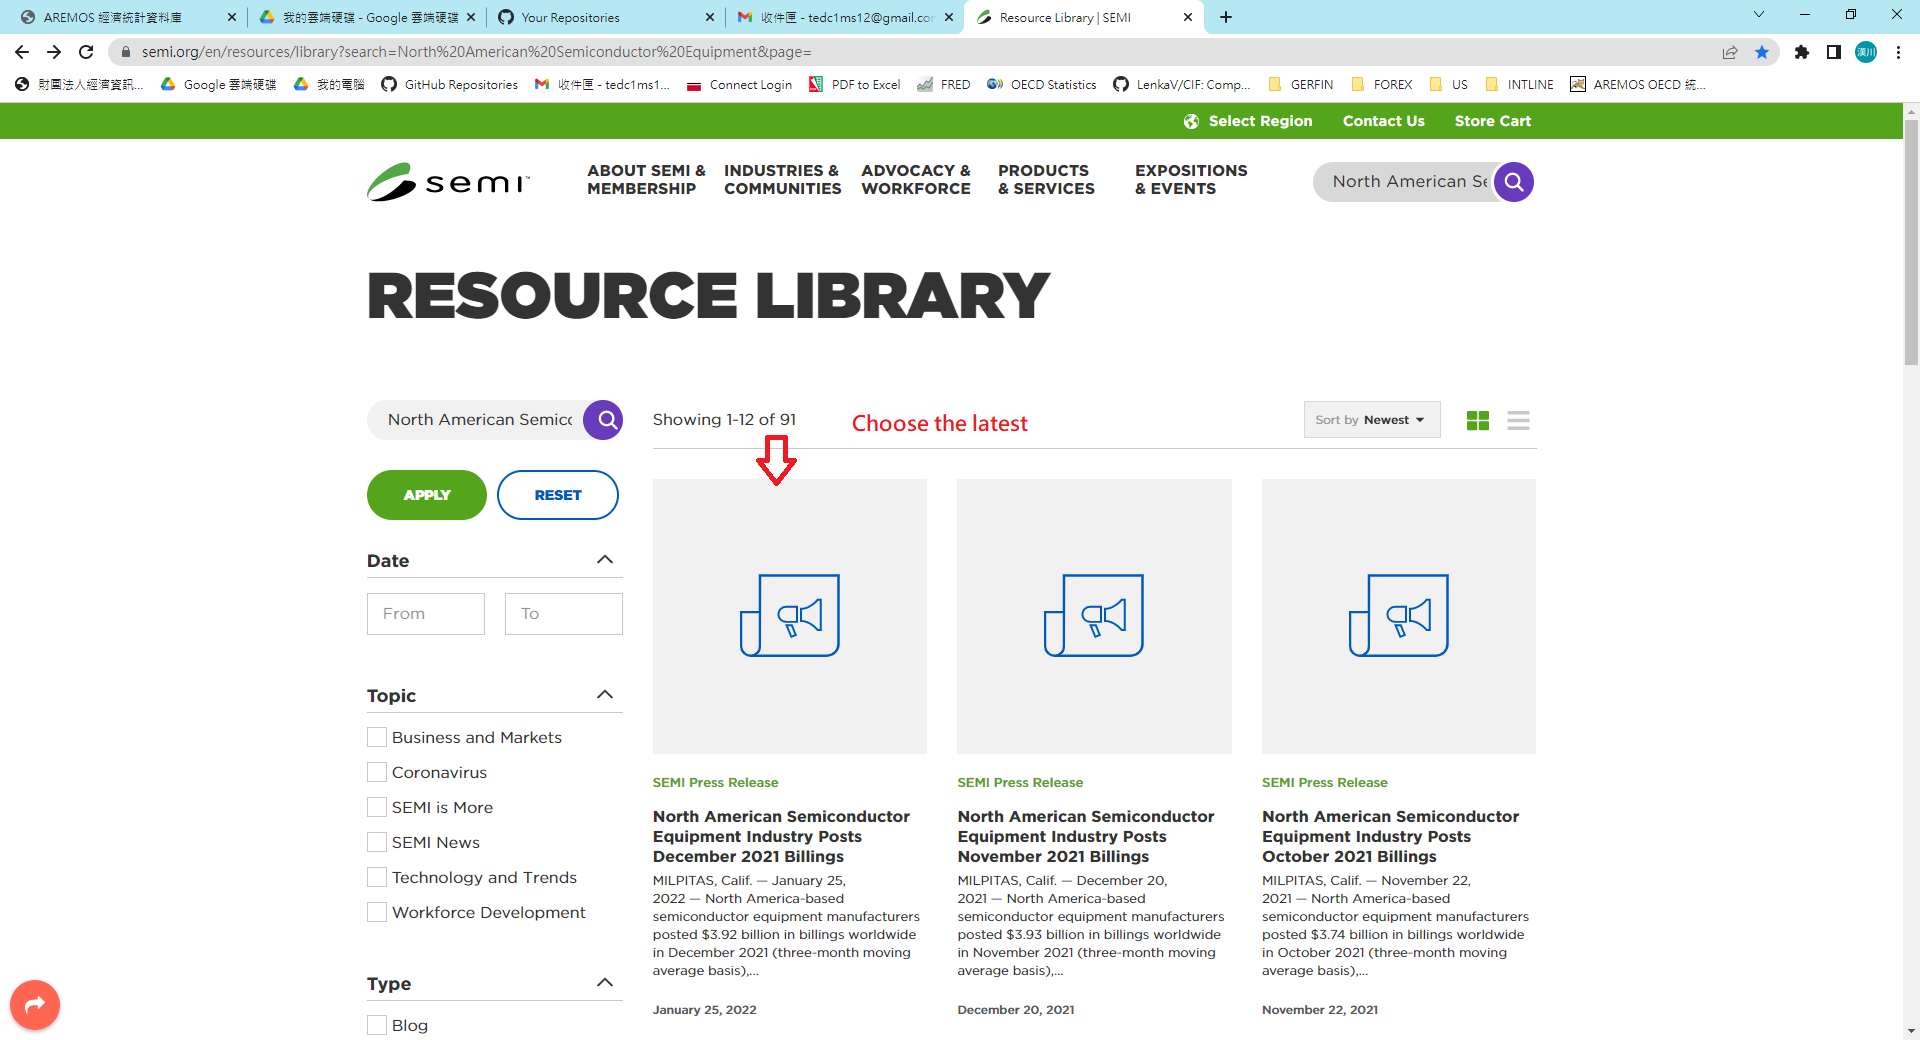 AREMOS 經濟統計資料庫
我的雲端硬碟 - Google 雲端硬碟
Your Repositories
收件匣 - tedc1ms12@gmail.cor
Resource Library | SEMI
semi.org/en/resources/library?search=North%20American%20Semiconductor%20Equipment&page=
漢川
財團法人經濟資訊...
Google 雲端硬碟
我的電腦
GitHub Repositories
收件匣 - tedc1ms1...
Connect Login
PDF to Excel
FRED
OECD Statistics
LenkaV/CIF: Comp...
GERFIN
FOREX
US
INTLINE
AREMOS OECD 統...
Select Region
Contact Us
Store Cart
semi™
ABOUT SEMI &
MEMBERSHIP
INDUSTRIES &
COMMUNITIES
ADVOCACY &
WORKFORCE
PRODUCTS
& SERVICES
EXPOSITIONS
& EVENTS
North American Se
RESOURCE LIBRARY
North American Semicc
APPLY
RESET
Date
From
To
Topic
Business and Markets
Coronavirus
SEMI is More
SEMI News
Technology and Trends
Workforce Development
Type
Blog
Showing 1-12 of 91
Choose the latest
Sort by Newest
SEMI Press Release
North American Semiconductor
Equipment Industry Posts
December 2021 Billings
MILPITAS, Calif. — January 25,
2022 — North America-based
semiconductor equipment manufacturers
posted $3.92 billion in billings worldwide
in December 2021 (three-month moving
average basis),...
January 25, 2022
SEMI Press Release
North American Semiconductor
Equipment Industry Posts
November 2021 Billings
MILPITAS, Calif. — December 20,
2021 — North America-based
semiconductor equipment manufacturers
posted $3.93 billion in billings worldwide
in November 2021 (three-month moving
average basis),...
December 20, 2021
SEMI Press Release
North American Semiconductor
Equipment Industry Posts
October 2021 Billings
MILPITAS, Calif. — November 22,
2021 — North America-based
semiconductor equipment manufacturers
posted $3.74 billion in billings worldwide
in October 2021 (three-month moving
average basis),...
November 22, 2021